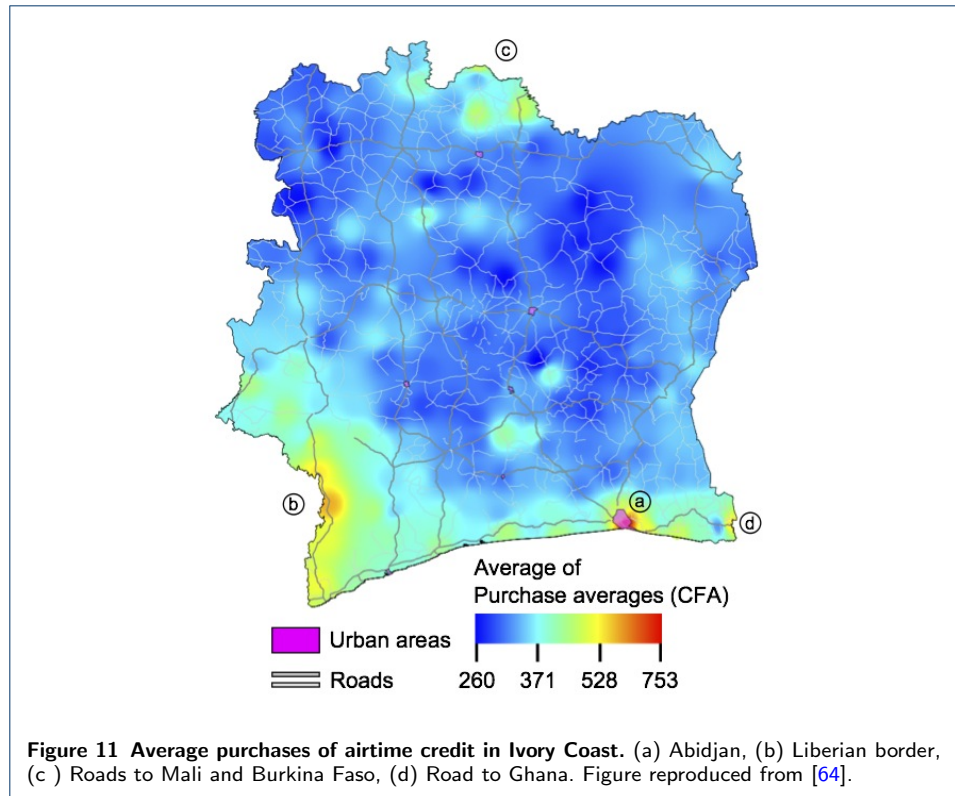 c
b
a
d
Average of
Purchase averages (CFA)
Urban areas
Roads
260 371 528 753
Figure 11 Average purchases of airtime credit in Ivory Coast. (a) Abidjan, (b) Liberian border,
(c ) Roads to Mali and Burkina Faso, (d) Road to Ghana. Figure reproduced from [64].